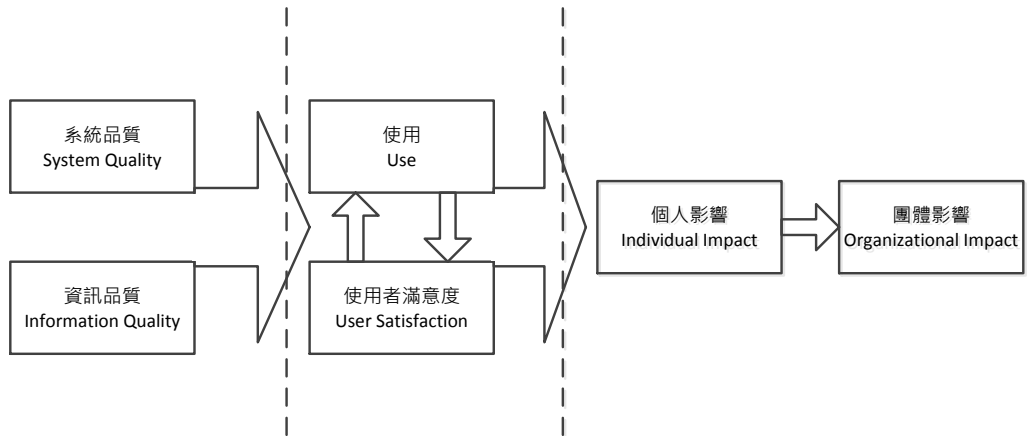 系統品質
System Quality
資訊品質
Information Quality
使用
Use
使用者滿意度
User Satisfaction
個人影響
Individual Impact
團體影響
Organizational Impact